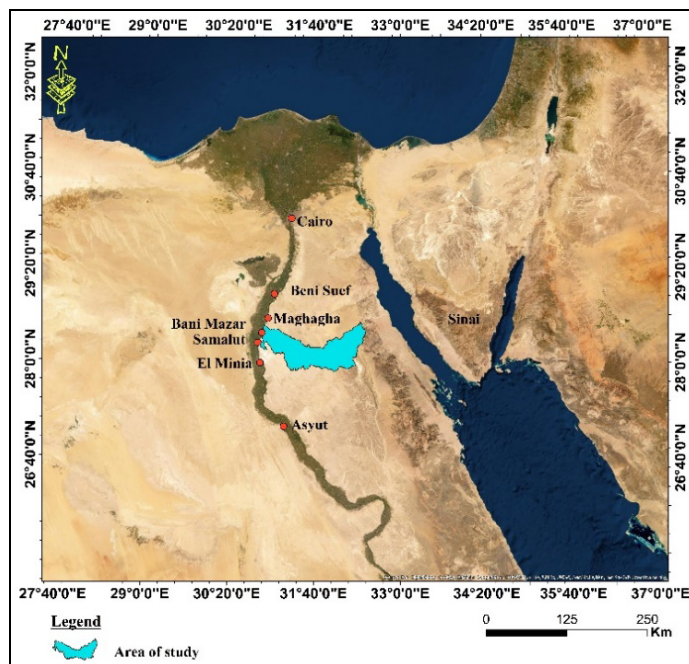 27°40'0"E 29°0'0"E 30°20'0"E 31°40'0"E 33°0'0"E 34°20'0"E 35°40'0"E 37°0'0"E
32°0'0"N 32°0'0"N
N
30°40'0"N 30°40'0"N
Cairo
29°20'0"N 29°20'0"N
Beni Suef
Maghagha
Bani Mazar
Sinai
Samalut
28°0'0"N 28°0'0"N
El Minia
26°40'0"N 26°40'0"N
Asyut
27°40'0"E 29°0'0"E 30°20'0"E 31°40'0"E 33°0'0"E 34°20'0"E 35°40'0"E 37°0'0"E
Legend
Area of study
0 125 250
Km